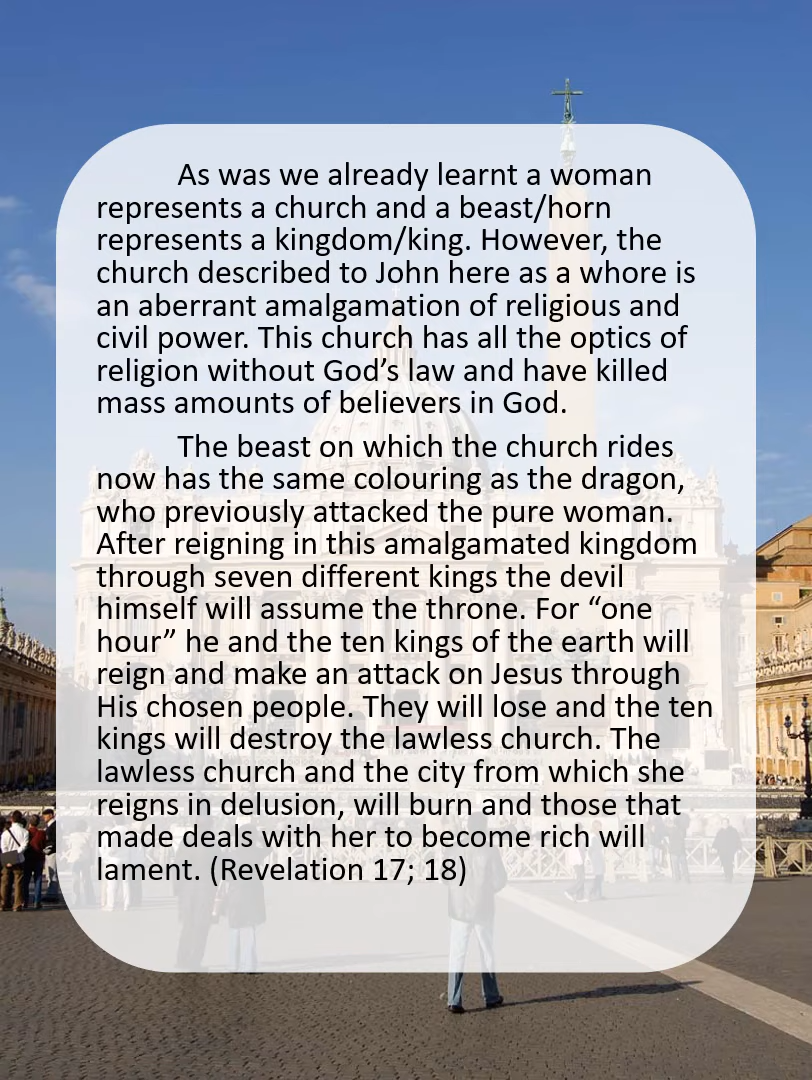 As was we already learnt a woman
represents a church and a beast/horn
represents a kingdom/king. However, the
church described to John here as a whore is
an aberrant amalgamation of religious and
civil power. This church has all the optics of
religion without God’s law and have killed
mass amounts of believers in God.
The beast on which the church rides
now has the same colouring as the dragon,
who previously attacked the pure woman.
After reigning in this amalgamated kingdom
through seven different kings the devil
himself will assume the throne. For “one
hour” he and the ten kings of the earth will
reign and make an attack on Jesus through
His chosen people. They will lose and the ten
kings will destroy the lawless church. The
lawless church and the city from which she
reigns in delusion, will burn and those that
made deals with her to become rich will
lament. (Revelation 17; 18)